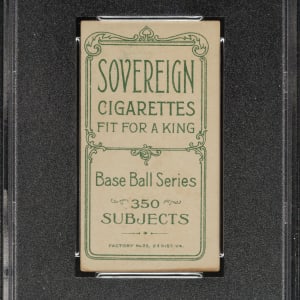 SOVEREIGN
CIGARETTES
FIT FOR A KING
Base Ball Series
350
SUBJECTS
FACTORY No. 25, 2nd DIST. VA.